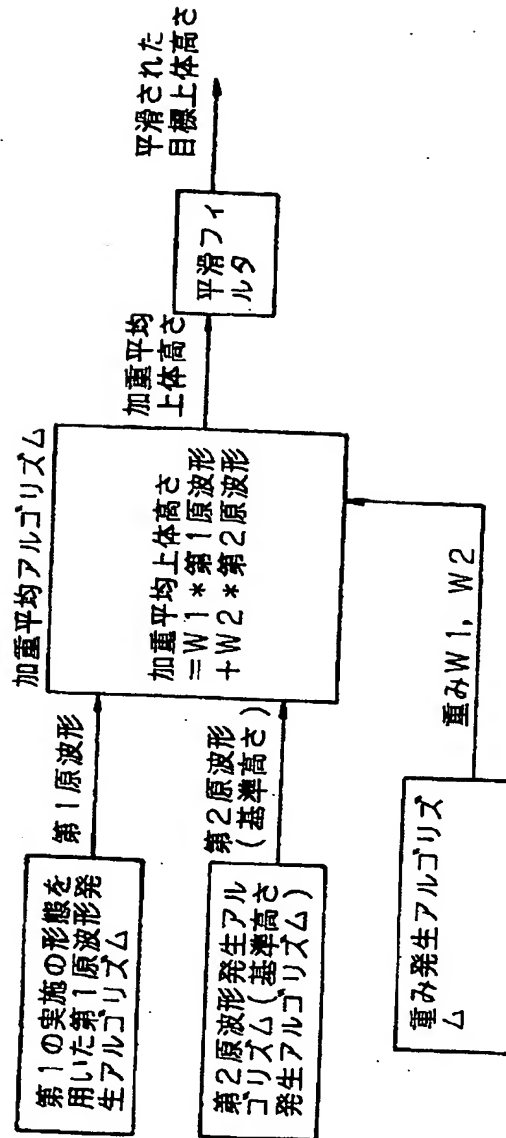 第1の実施の形態を
用いた第1原波形発
生アルゴリズム
第1原波形
第2原波形発生アル
ゴリズム(基準高さ
発生アルゴリズム)
第2原波形
(基準高さ)
重み発生アルゴリズ
ム
重みW1, W2
加重平均アルゴリズム
加重平均上体高さ
=W1*第1原波形
+W2*第2原波形
加重平均
上体高さ
平滑フィ
ルタ
平滑された
目標上体高さ